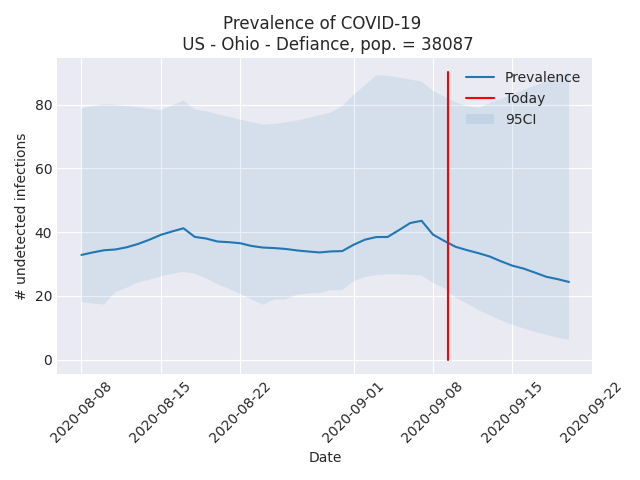 Prevalence of COVID-19
US - Ohio - Defiance, pop. = 38087
Prevalence
Today
95CI
# undetected infections
80
60
40
20
0
2020-08-08
2020-08-15
2020-08-22
2020-09-01
2020-09-08
2020-09-15
2020-09-22
Date